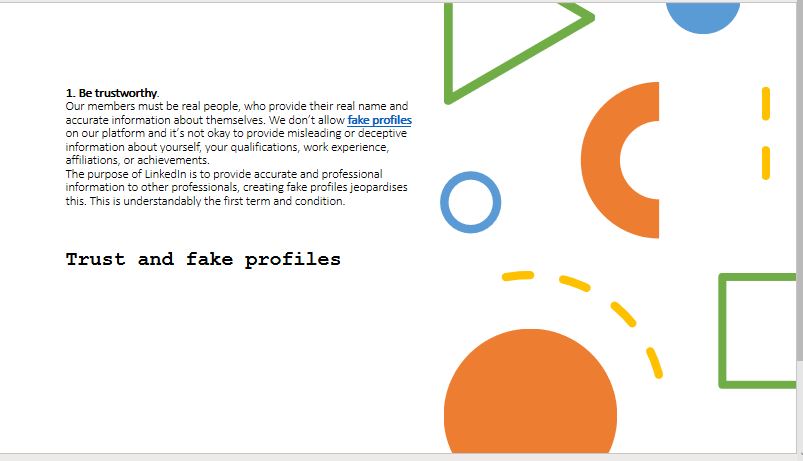 1. Be trustworthy.
Our members must be real people, who provide their real name and
accurate information about themselves. We don’t allow fake profiles
on our platform and it’s not okay to provide misleading or deceptive
information about yourself, your qualifications, work experience,
affiliations, or achievements.
The purpose of LinkedIn is to provide accurate and professional
information to other professionals, creating fake profiles jeopardises
this. This is understandably the first term and condition.
Trust and fake profiles